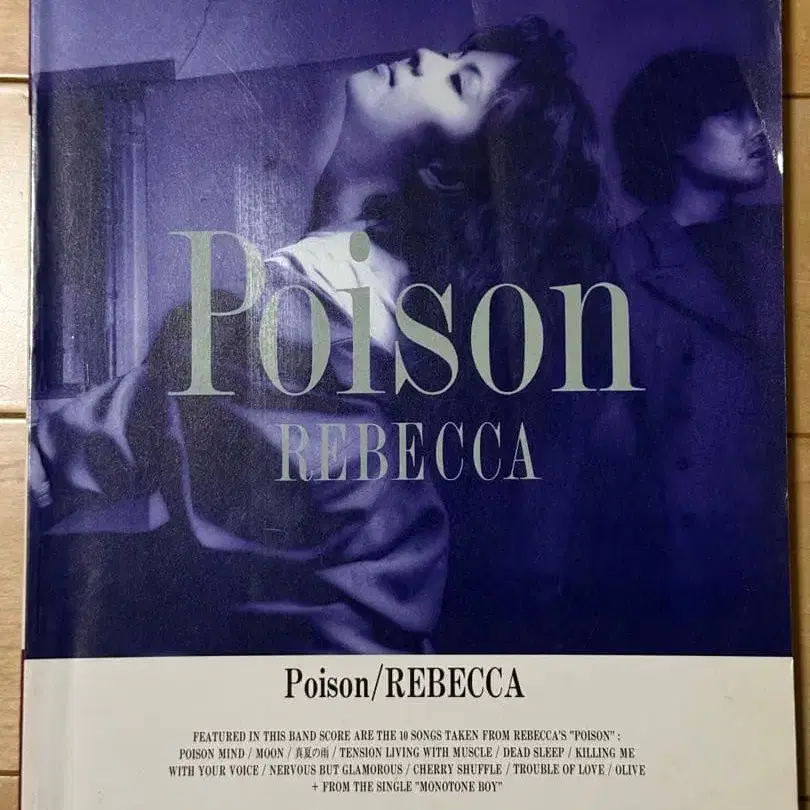 Poison
REBECCA
Poison/REBECCA
FEATURED IN THIS BAND SCORE ARE THE 10 SONGS TAKEN FROM REBECCA'S "POISON" :
POISON MIND / MOON / 真夏の雨 / TENSION LIVING WITH MUSCLE / DEAD SLEEP / KILLING ME
WITH YOUR VOICE / NERVOUS BUT GLAMOROUS / CHERRY SHUFFLE / TROUBLE OF LOVE / OLIVE
+ FROM THE SINGLE "MONOTONE BOY"